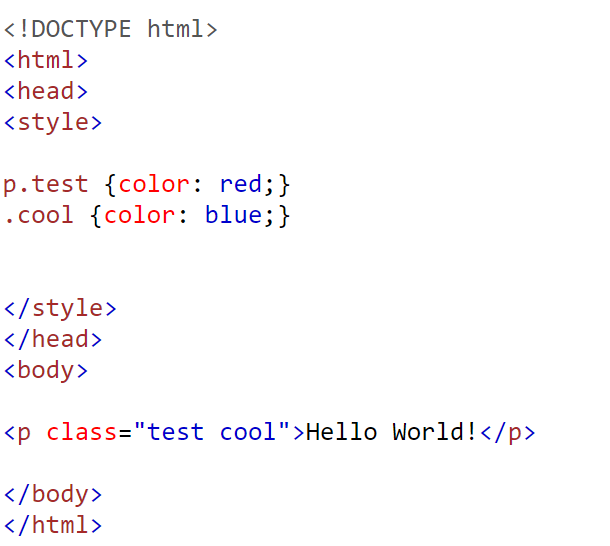 <!DOCTYPE html>
<html>
<head>
<style>
p.test {color: red;}
.cool {color: blue;}
</style>
</head>
<body>
<p class="test cool">Hello World!</p>
</body>
</html>